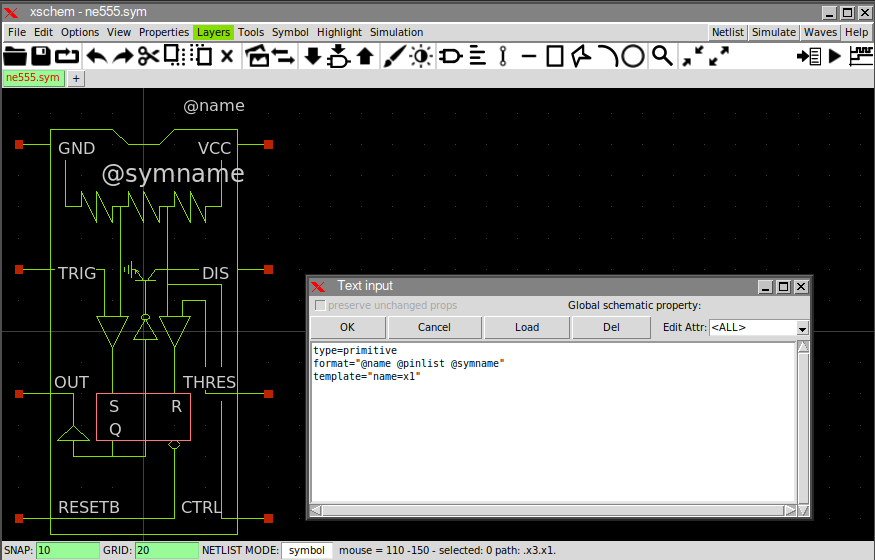 xschem - ne555.sym
File Edit Options View Properties Layers Tools Symbol Highlight Simulation Netlist Simulate Waves Help
ne555.sym +
@name
GND VCC
@symname
TRIG DIS
OUT THRES
S R
Q
RESETB CTRL
Text input
preserve unchanged props Global schematic property:
OK Cancel Load Del Edit Attr: <ALL>
type=primitive
format="@name @pinlist @symname"
template="name=x1"
SNAP: 10 GRID: 20 NETLIST MODE: symbol mouse = 110 -150 - selected: 0 path: .x3.x1.